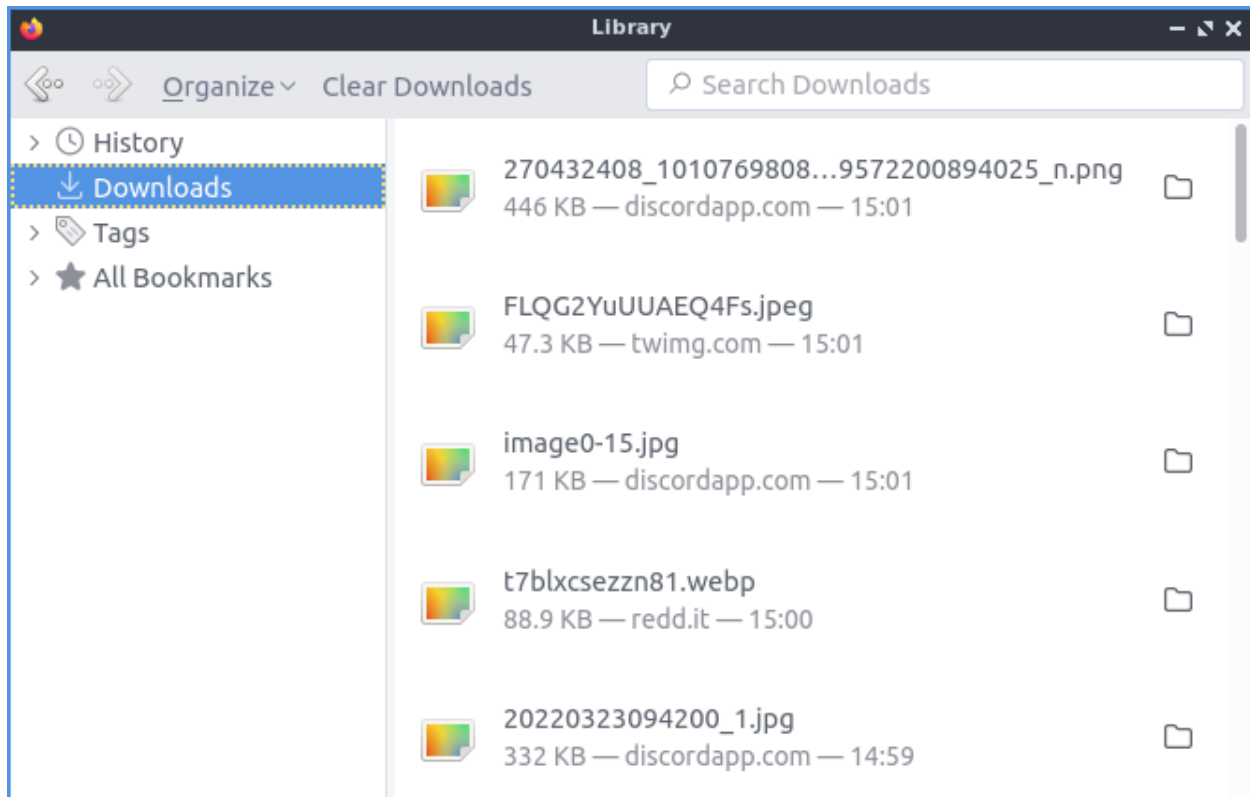 Library
Organize Clear Downloads Search Downloads
History
Downloads
Tags
All Bookmarks
270432408_1010769808...9572200894025_n.png
446 KB — discordapp.com — 15:01
FLQG2YuUUAEQ4Fs.jpeg
47.3 KB — twimg.com — 15:01
image0-15.jpg
171 KB — discordapp.com — 15:01
t7blxcsezzn81.webp
88.9 KB — redd.it — 15:00
20220323094200_1.jpg
332 KB — discordapp.com — 14:59